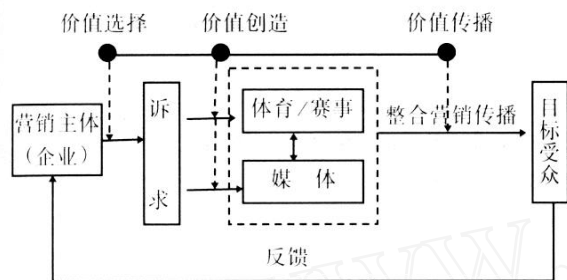 价值选择 价值创造 价值传播
营销主体
(企业)
诉
求
体育/赛事
媒 体
整合营销传播
目
标
受
众
反馈